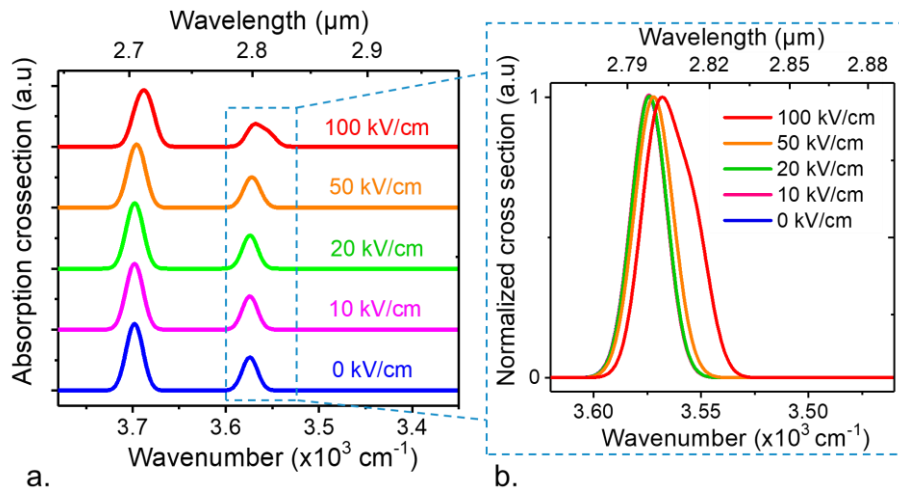 Wavelength (µm)
2.7 2.8 2.9
Absorption crosssection (a.u)
100 kV/cm
50 kV/cm
20 kV/cm
10 kV/cm
0 kV/cm
3.7 3.6 3.5 3.4
Wavenumber (x10³ cm⁻¹)
a.
Wavelength (µm)
2.79 2.82 2.85 2.88
Normalized cross section (a.u)
1
0
100 kV/cm
50 kV/cm
20 kV/cm
10 kV/cm
0 kV/cm
3.60 3.55 3.50
Wavenumber (x10³ cm⁻¹)
b.